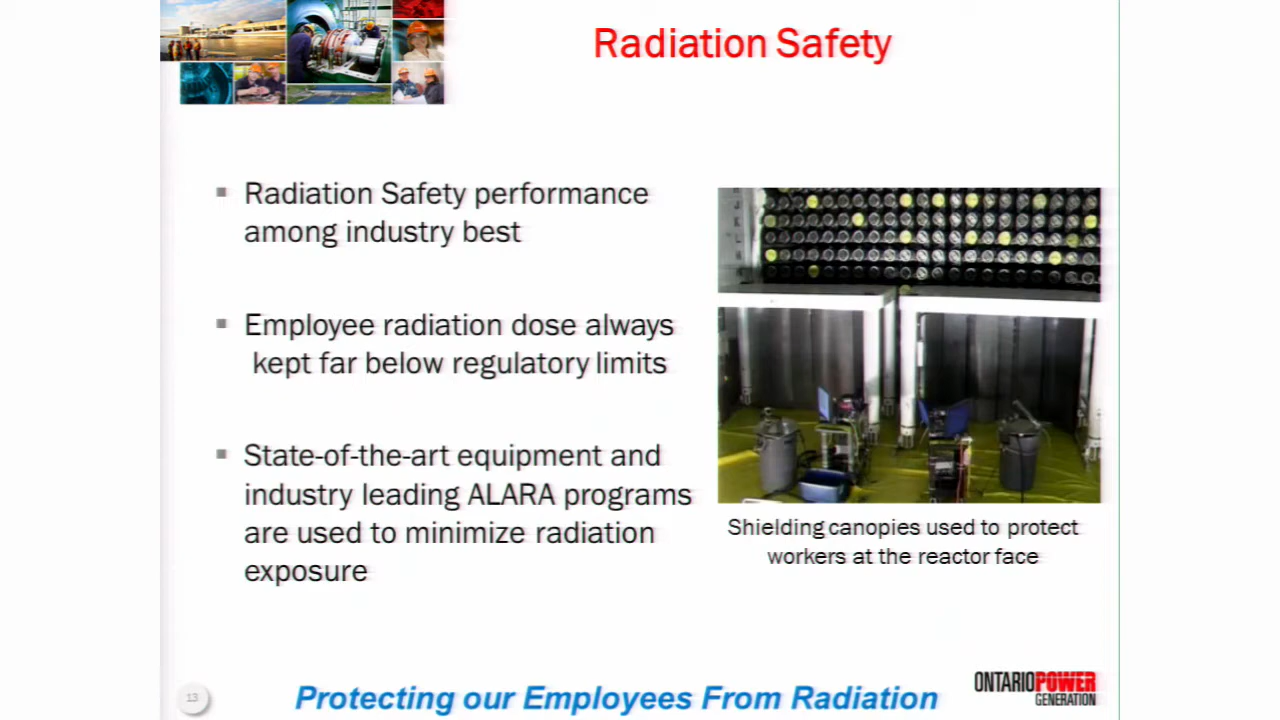 Radiation Safety
Radiation Safety performance
among industry best
Employee radiation dose always
kept far below regulatory limits
State-of-the-art equipment and
industry leading ALARA programs
are used to minimize radiation
exposure
J
K
L
Shielding canopies used to protect
workers at the reactor face
13
Protecting our Employees From Radiation
ONTARIOPOWER
GENERATION